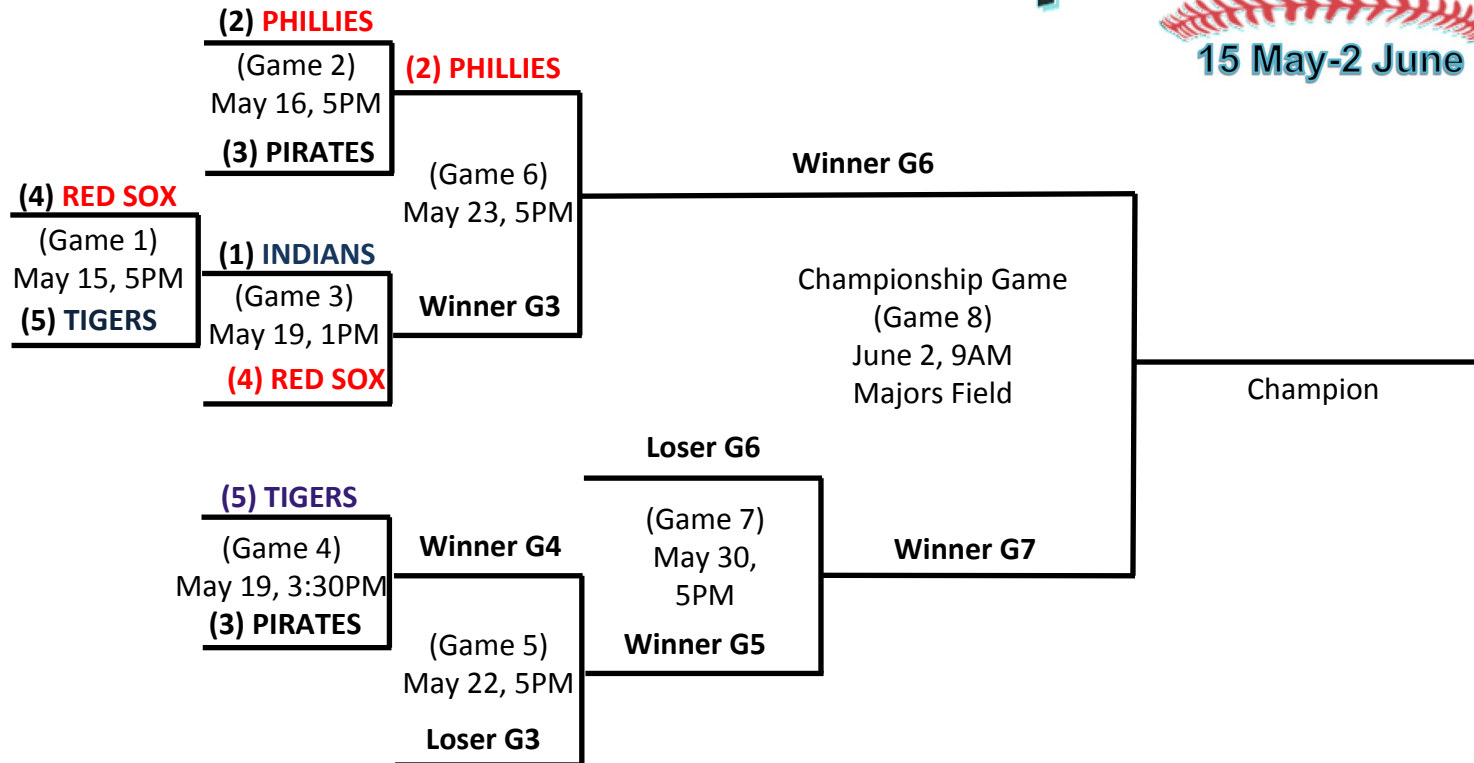 (2) PHILLIES
(Game 2)
May 16, 5PM
(3) PIRATES
(2) PHILLIES
15 May-2 June
(4) RED SOX
(Game 1)
May 15, 5PM
(5) TIGERS
(1) INDIANS
(Game 3)
May 19, 1PM
(4) RED SOX
(Game 6)
May 23, 5PM
Winner G3
Winner G6
Championship Game
(Game 8)
June 2, 9AM
Majors Field
Champion
(5) TIGERS
(Game 4)
May 19, 3:30PM
(3) PIRATES
Winner G4
(Game 5)
May 22, 5PM
Loser G3
Loser G6
(Game 7)
May 30,
5PM
Winner G5
Winner G7